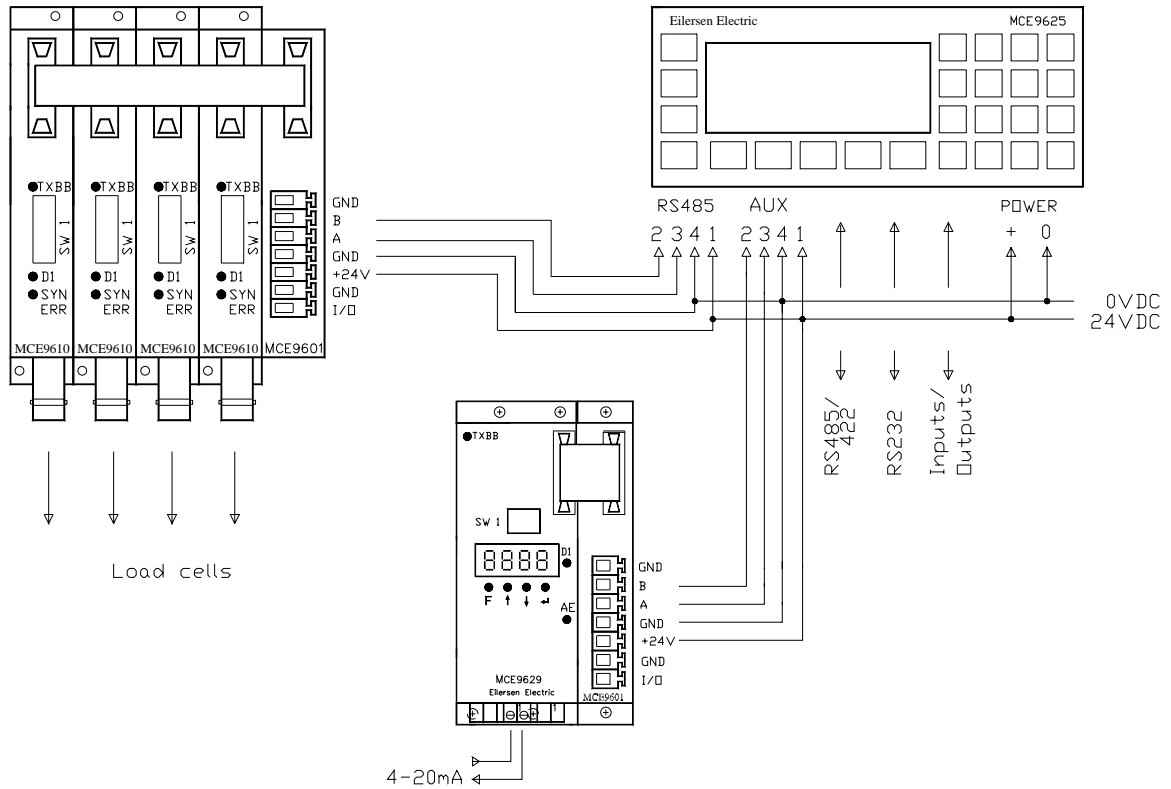 Eilersen Electric MCE9625
TXBB TXBB TXBB TXBB
SW 1 SW 1 SW 1 SW 1
D1 D1 D1 D1
SYN SYN SYN SYN
ERR ERR ERR ERR
MCE9610 MCE9610 MCE9610 MCE9610 MCE9601
GND
B
A
GND
+24V
GND
I/O
RS485 AUX POWER
2 3 4 1 2 3 4 1 + 0
0VDC
24VDC
RS485/
422
RS232
Inputs/
Outputs
Load cells
TXBB
SW 1
8888
D1
F ↑ ↓ ↵
AE
GND
B
A
GND
+24V
GND
I/O
MCE9629
Eilersen Electric
MCE9601
1 1
4-20mA